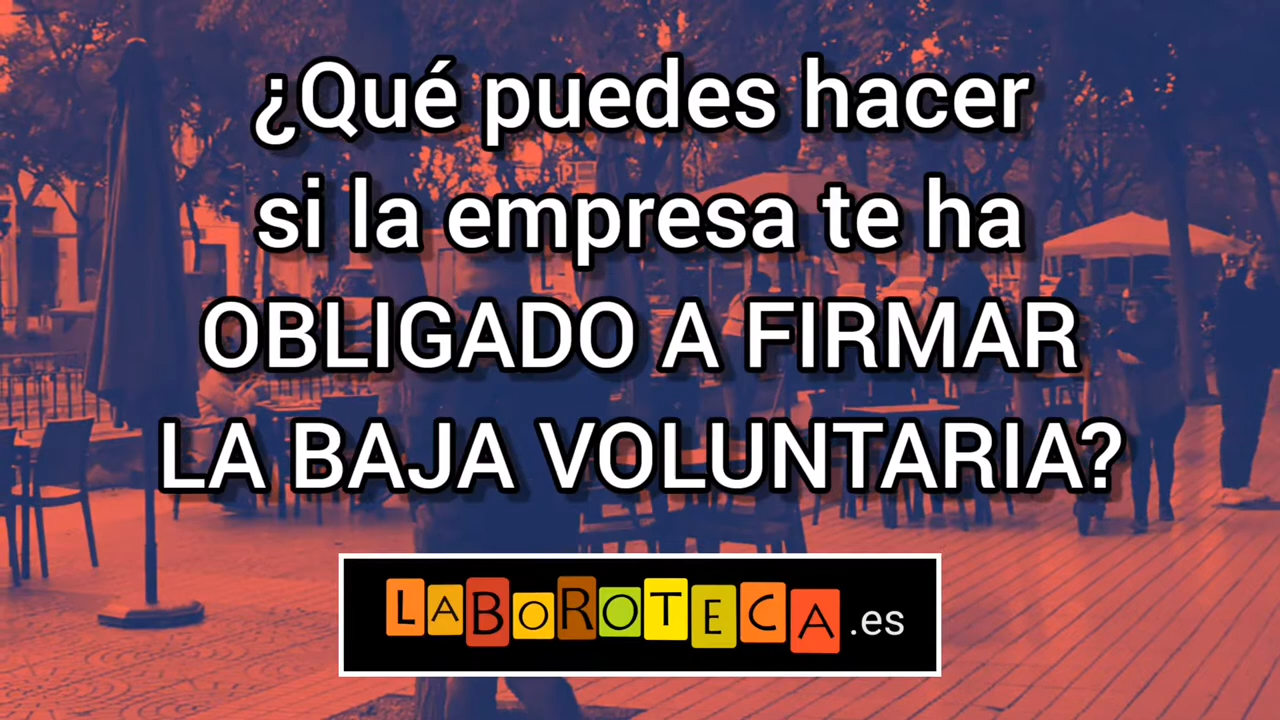 ¿Qué puedes hacer
si la empresa te ha
OBLIGADO A FIRMAR
LA BAJA VOLUNTARIA?
LABOROTECA.es